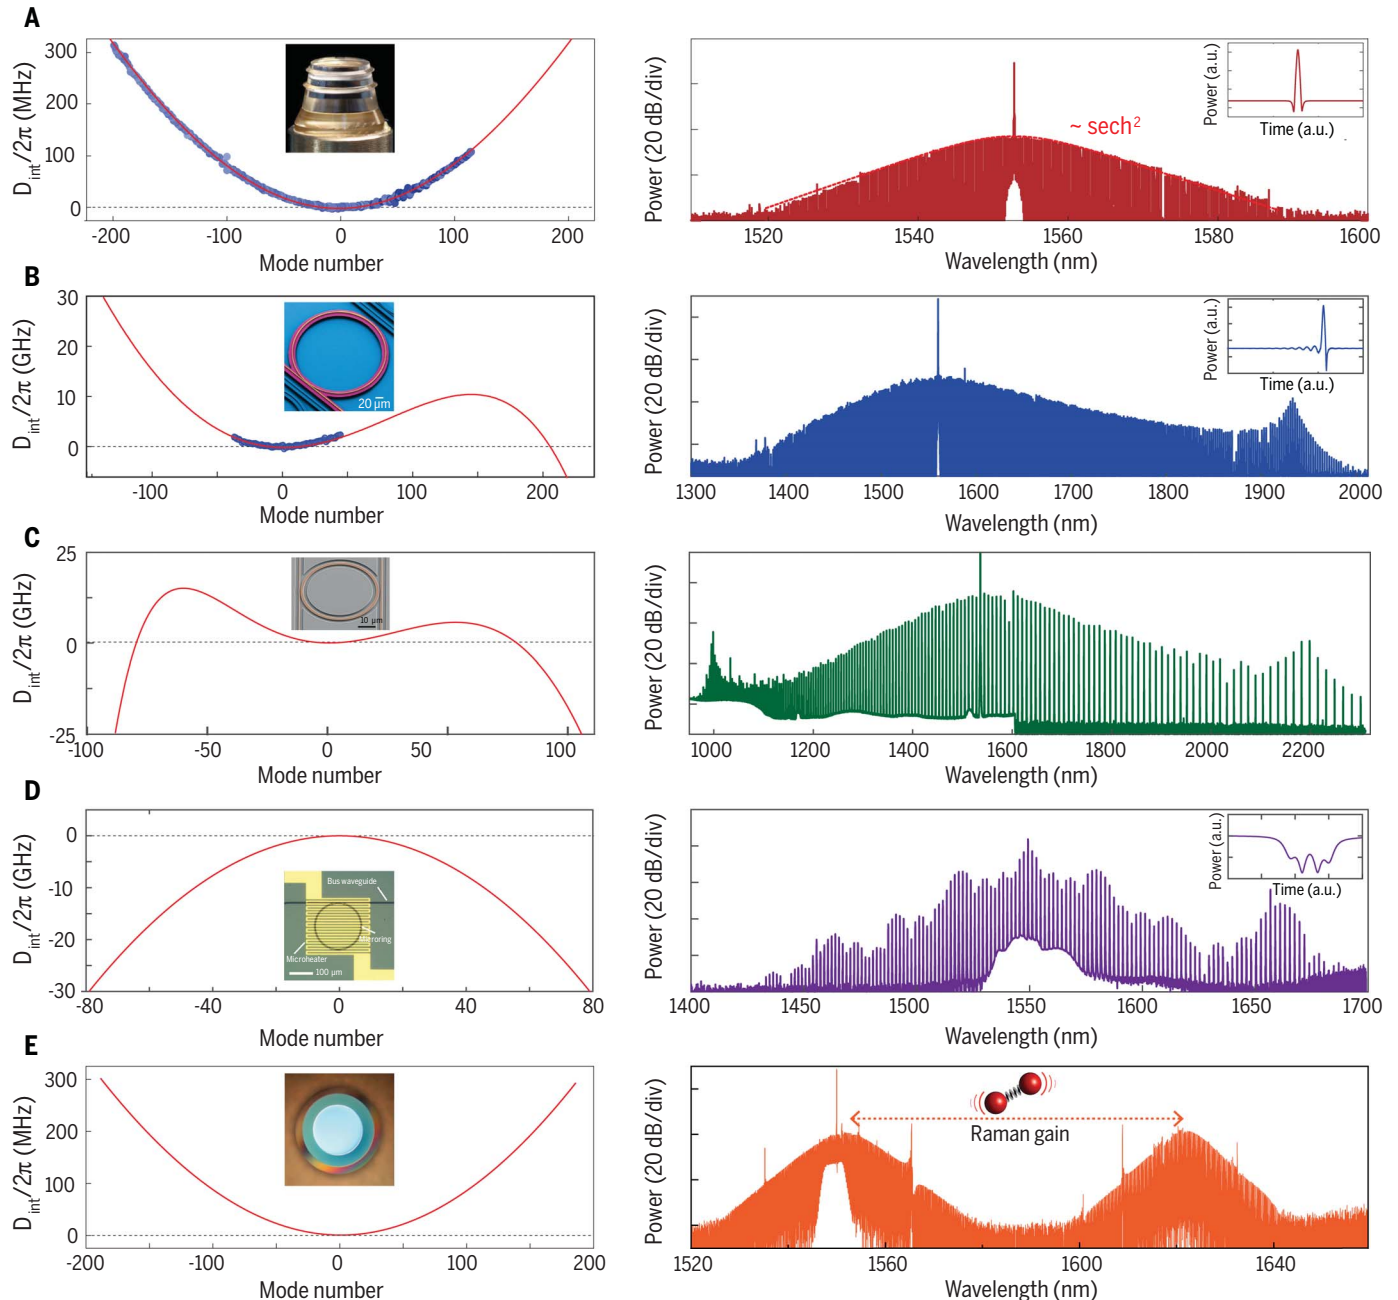 A
D_int/2π (MHz)
300
200
100
0
-200 -100 0 100 200
Mode number
Power (20 dB/div)
~ sech²
Power (a.u.)
Time (a.u.)
1520 1540 1560 1580 1600
Wavelength (nm)
B
D_int/2π (GHz)
30
20
10
0
20 µm
-100 0 100 200
Mode number
Power (20 dB/div)
Power (a.u.)
Time (a.u.)
1300 1400 1500 1600 1700 1800 1900 2000
Wavelength (nm)
C
D_int/2π (GHz)
25
0
-25
10 µm
-100 -50 0 50 100
Mode number
Power (20 dB/div)
1000 1200 1400 1600 1800 2000 2200
Wavelength (nm)
D
D_int/2π (GHz)
0
-10
-20
-30
Bus waveguide
Microring
Microheater
100 µm
-80 -40 0 40 80
Mode number
Power (20 dB/div)
Power (a.u.)
Time (a.u.)
1400 1450 1500 1550 1600 1650 1700
Wavelength (nm)
E
D_int/2π (MHz)
300
200
100
0
-200 -100 0 100 200
Mode number
Power (20 dB/div)
Raman gain
1520 1560 1600 1640
Wavelength (nm)